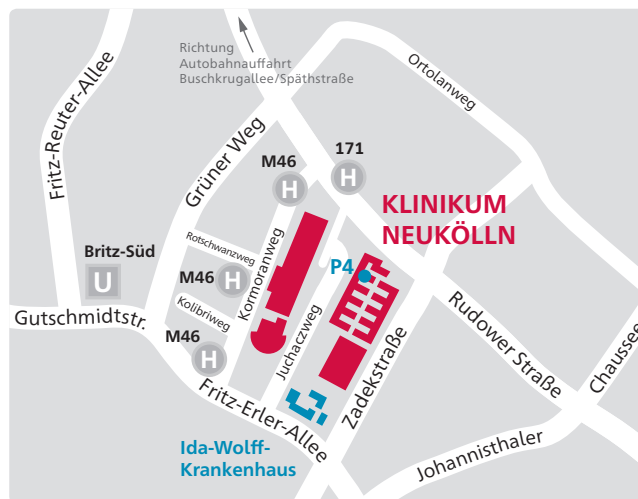 Richtung
Autobahnauffahrt
Buschkrugallee/Späthstraße
Ortolanweg
Fritz-Reuter-Allee
Grüner Weg
171
M46
H
H
KLINIKUM
NEUKÖLLN
Rotschwanzweg
Britz-Süd
U
M46
H
Kormoranweg
P4
Kolibriweg
Gutschmidtstr.
M46
H
Juchaczweg
Zadekstraße
Rudower Straße
Chaussee
Fritz-Erler-Allee
Ida-Wolff-
Krankenhaus
Johannisthaler